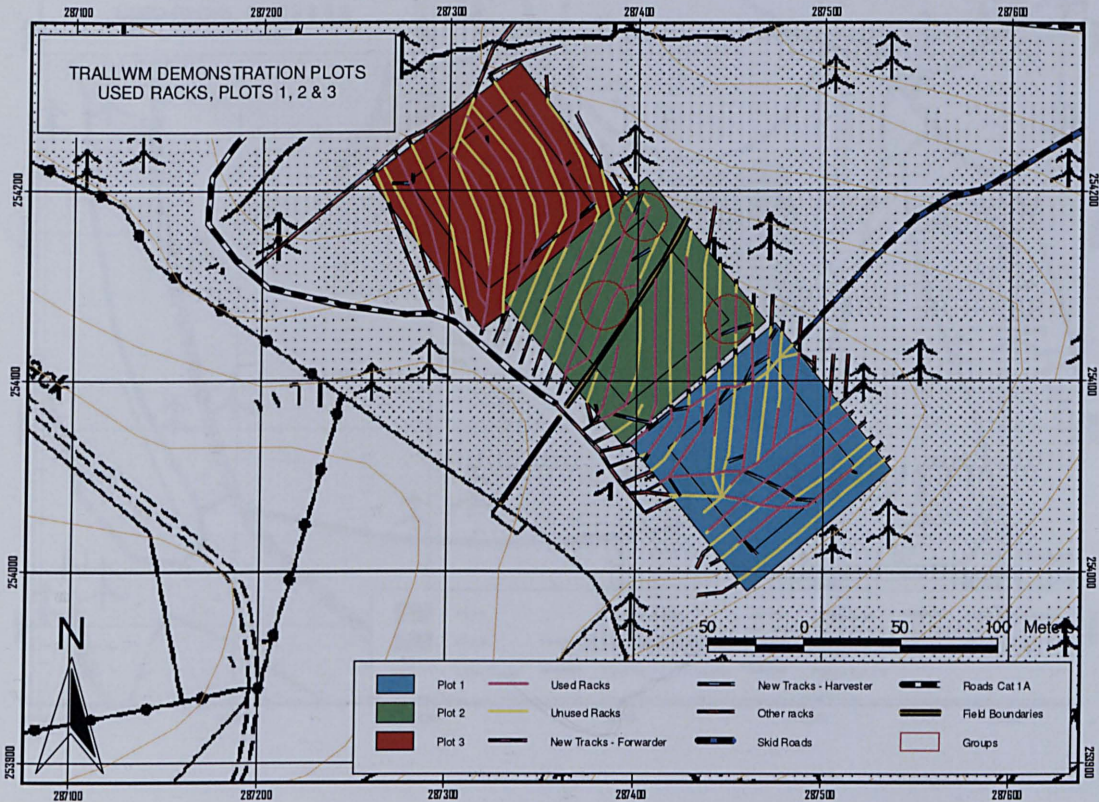 287100 287200 287300 287400 287500 287600
TRALLWM DEMONSTRATION PLOTS
USED RACKS, PLOTS 1, 2 & 3
254200 254200
254100 254100
ack
254000 254000
N
50 0 50 100 Meters
Plot 1 Used Racks New Tracks - Harvester Roads Cat 1A
Plot 2 Unused Racks Other racks Field Boundaries
Plot 3 New Tracks - Forwarder Skid Roads Groups
253900 253900
287100 287200 287300 287400 287500 287600